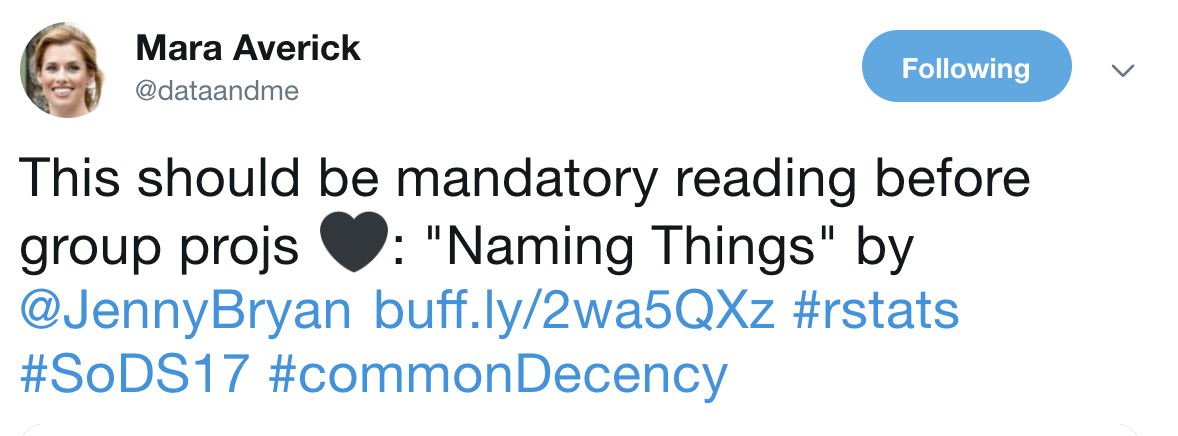 Mara Averick
@dataandme
Following
This should be mandatory reading before
group projs 🖤: "Naming Things" by
@JennyBryan buff.ly/2wa5QXz #rstats
#SoDS17 #commonDecency